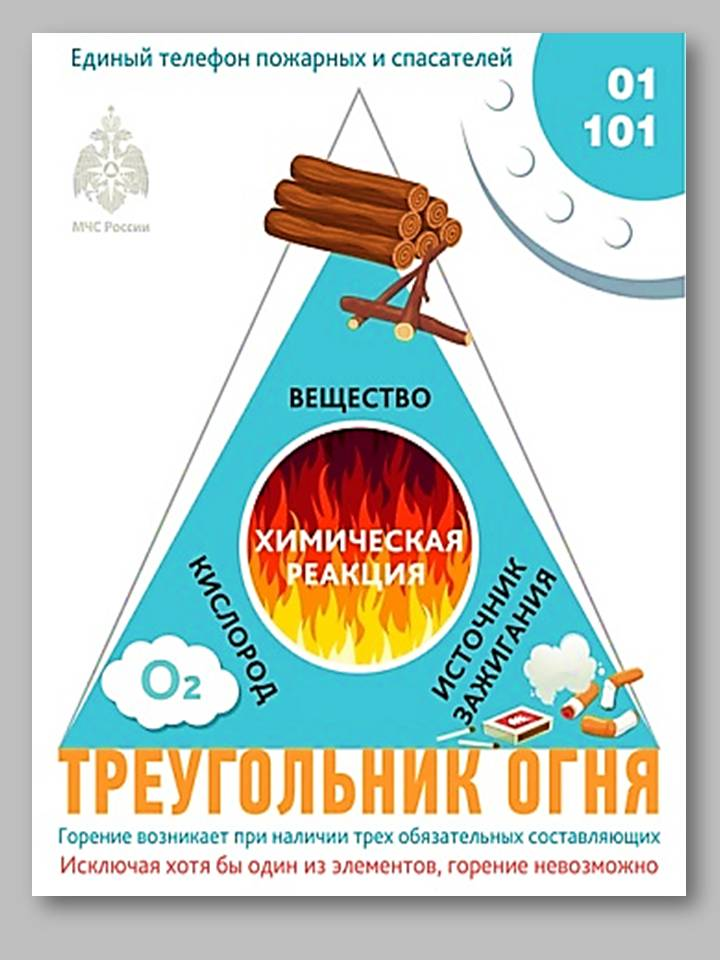 Единый телефон пожарных и спасателей
01
101
МЧС России
ВЕЩЕСТВО
ХИМИЧЕСКАЯ
РЕАКЦИЯ
КИСЛОРОД
ИСТОЧНИК
ЗАЖИГАНИЯ
O2
ТРЕУГОЛЬНИК ОГНЯ
Горение возникает при наличии трех обязательных составляющих
Исключая хотя бы один из элементов, горение невозможно